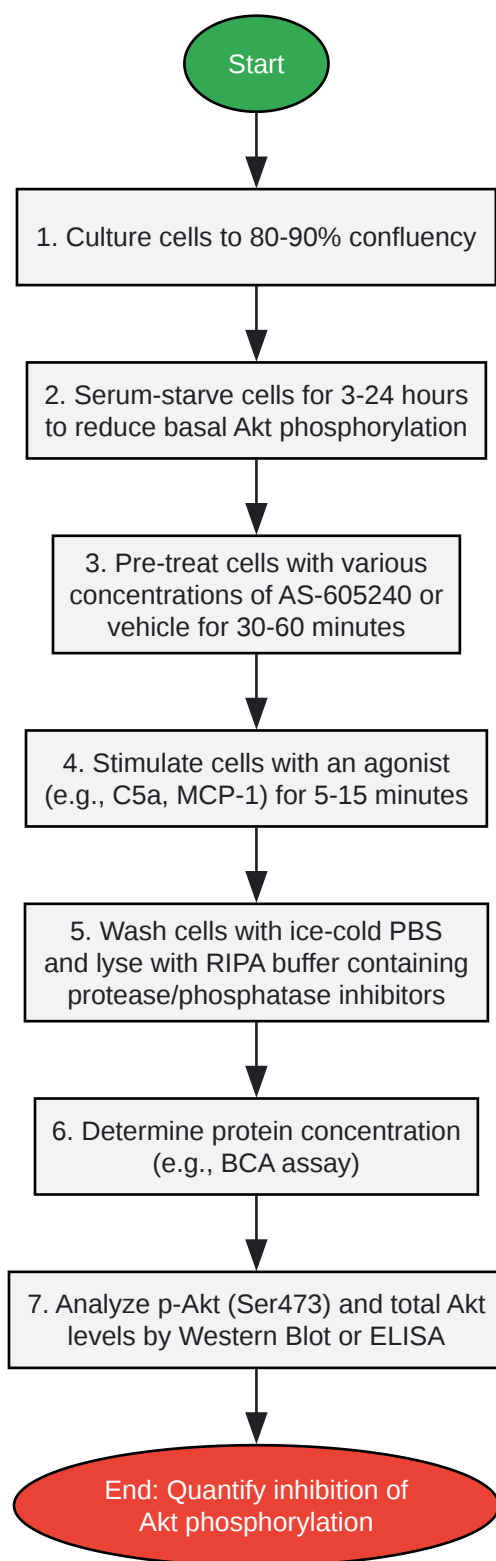 Start
1. Culture cells to 80-90% confluency
2. Serum-starve cells for 3-24 hours
to reduce basal Akt phosphorylation
3. Pre-treat cells with various
concentrations of AS-605240 or
vehicle for 30-60 minutes
4. Stimulate cells with an agonist
(e.g., C5a, MCP-1) for 5-15 minutes
5. Wash cells with ice-cold PBS
and lyse with RIPA buffer containing
protease/phosphatase inhibitors
6. Determine protein concentration
(e.g., BCA assay)
7. Analyze p-Akt (Ser473) and total Akt
levels by Western Blot or ELISA
End: Quantify inhibition of
Akt phosphorylation